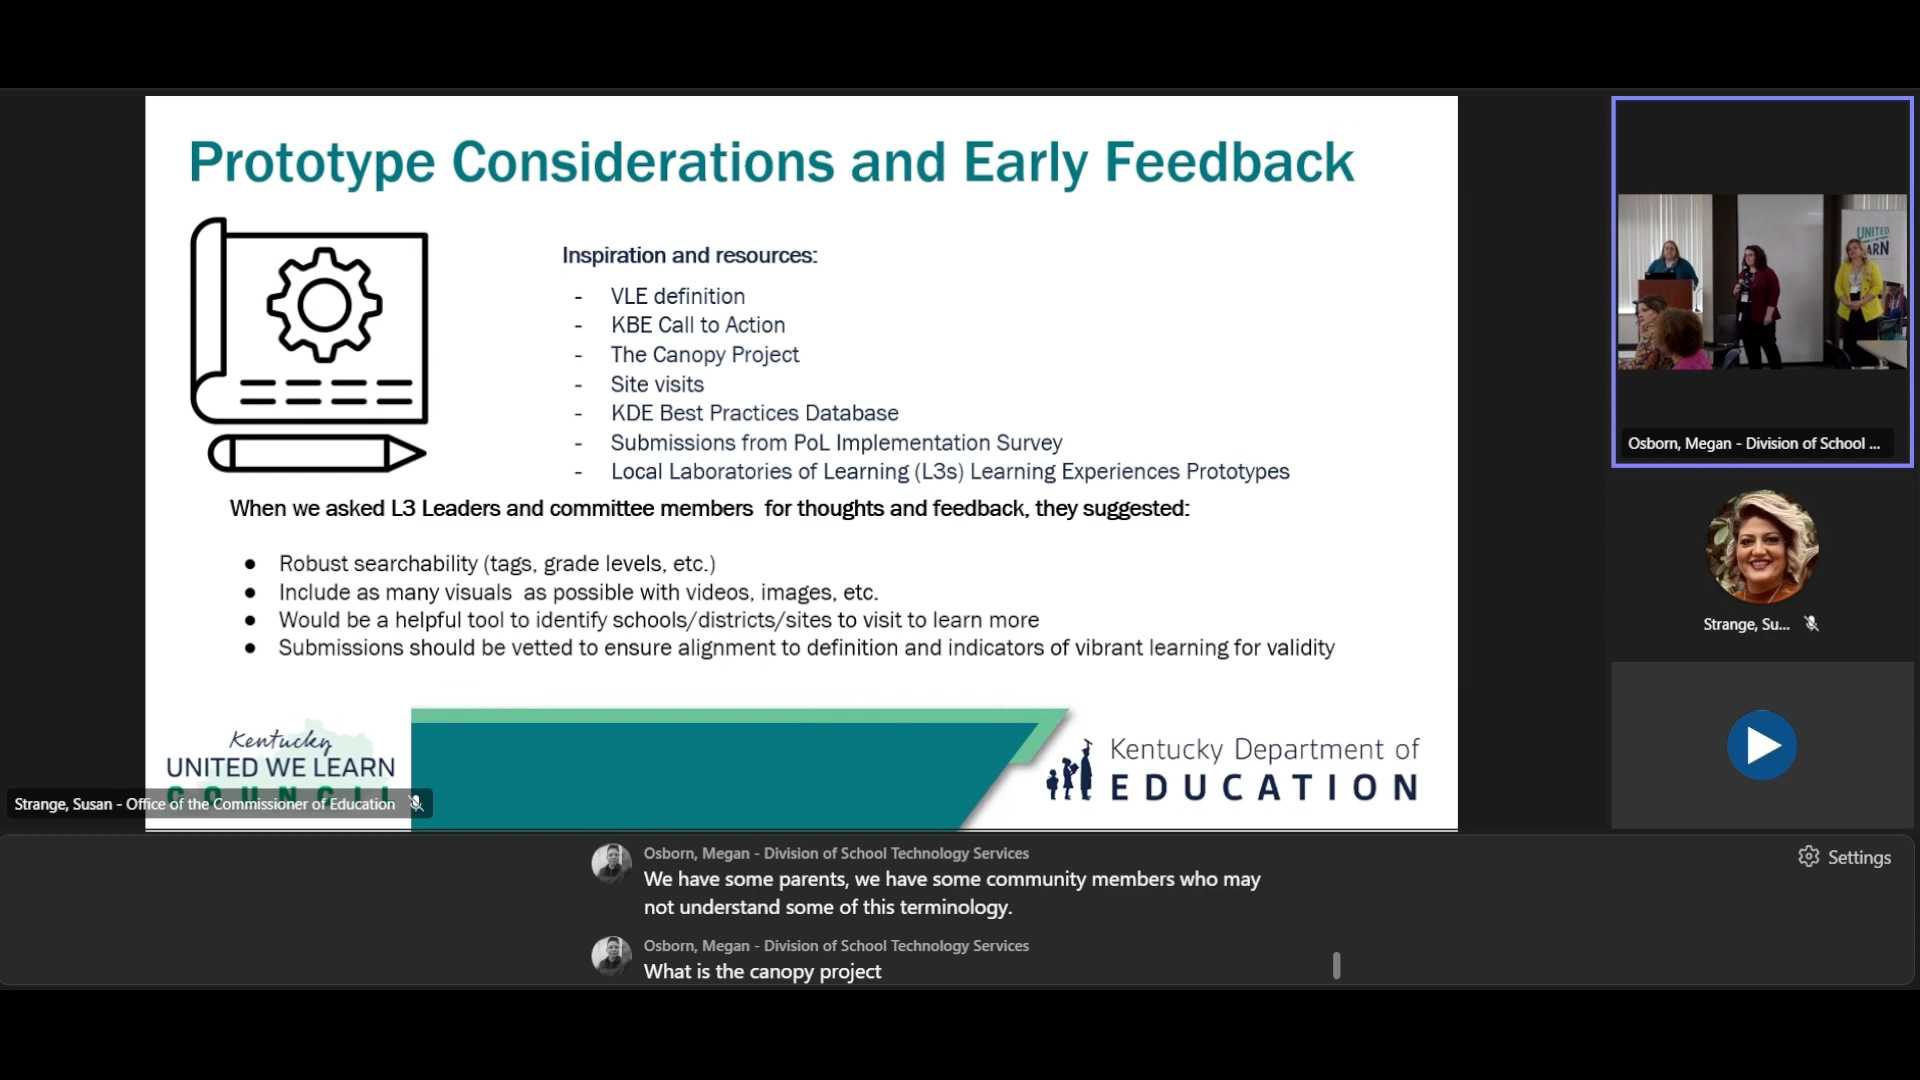 Prototype Considerations and Early Feedback
Inspiration and resources:
- VLE definition
- KBE Call to Action
- The Canopy Project
- Site visits
- KDE Best Practices Database
- Submissions from PoL Implementation Survey
- Local Laboratories of Learning (L3s) Learning Experiences Prototypes
When we asked L3 Leaders and committee members  for thoughts and feedback, they suggested:
● Robust searchability (tags, grade levels, etc.)
● Include as many visuals  as possible with videos, images, etc.
● Would be a helpful tool to identify schools/districts/sites to visit to learn more
● Submissions should be vetted to ensure alignment to definition and indicators of vibrant learning for validity
Kentucky
UNITED WE LEARN
COUNCIL
Kentucky Department of
EDUCATION
Strange, Susan - Office of the Commissioner of Education
UNITED
Osborn, Megan - Division of School ...
Strange, Su...
Osborn, Megan - Division of School Technology Services
We have some parents, we have some community members who may
not understand some of this terminology.
Osborn, Megan - Division of School Technology Services
What is the canopy project
Settings